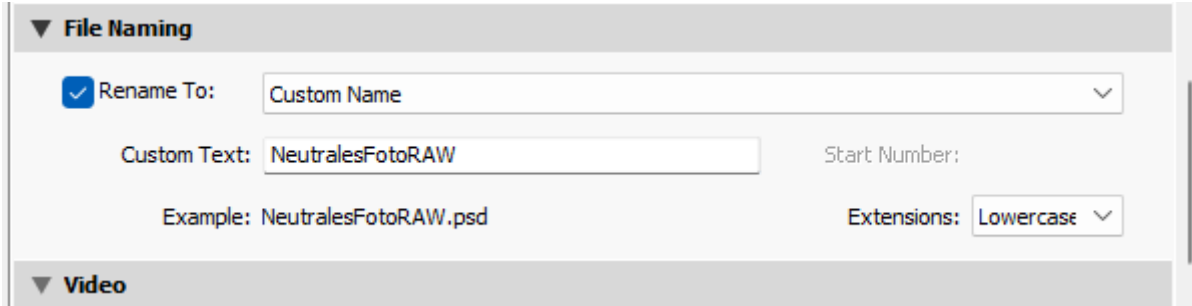 File Naming
Rename To: Custom Name
Custom Text: NeutralesFotoRAW Start Number:
Example: NeutralesFotoRAW.psd Extensions: Lowercase
Video